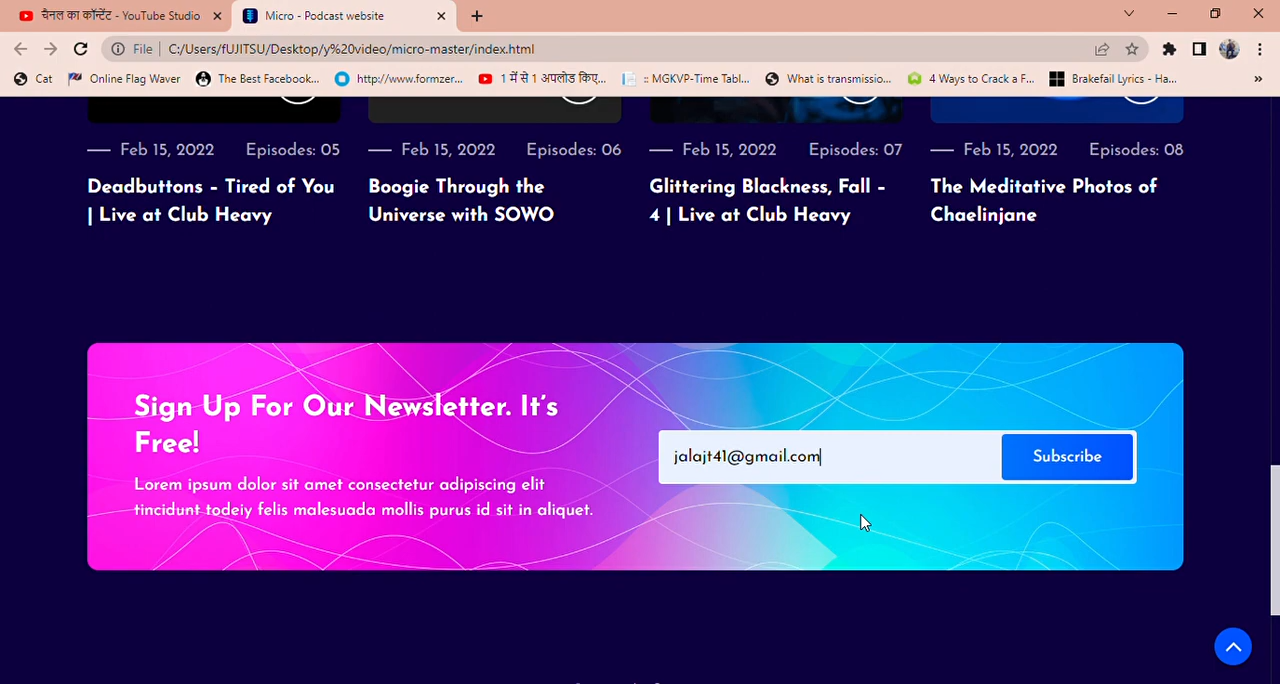 चैनल का कॉन्टेंट - YouTube Studio
Micro - Podcast website
File
C:/Users/fUJITSU/Desktop/y%20video/micro-master/index.html
Cat
Online Flag Waver
The Best Facebook...
http://www.formzer...
1 में से 1 अपलोड किए...
:: MGKVP-Time Tabl...
What is transmissio...
4 Ways to Crack a F...
Brakefail Lyrics - Ha...
»
Feb 15, 2022 Episodes: 05
Deadbuttons – Tired of You
| Live at Club Heavy
Feb 15, 2022 Episodes: 06
Boogie Through the
Universe with SOWO
Feb 15, 2022 Episodes: 07
Glittering Blackness, Fall –
4 | Live at Club Heavy
Feb 15, 2022 Episodes: 08
The Meditative Photos of
Chaelinjane
Sign Up For Our Newsletter. It’s
Free!
Lorem ipsum dolor sit amet consectetur adipiscing elit
tincidunt todeiy felis malesuada mollis purus id sit in aliquet.
jalajt41@gmail.com
Subscribe